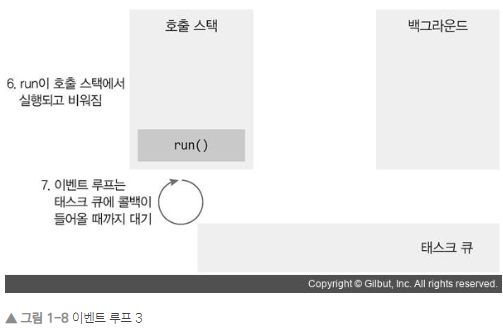 호출 스택
백그라운드
6. run이 호출 스택에서
실행되고 비워짐
run()
7. 이벤트 루프는
태스크 큐에 콜백이
들어올 때까지 대기
태스크 큐
Copyright © Gilbut, Inc. All rights reserved.
▲ 그림 1-8 이벤트 루프 3